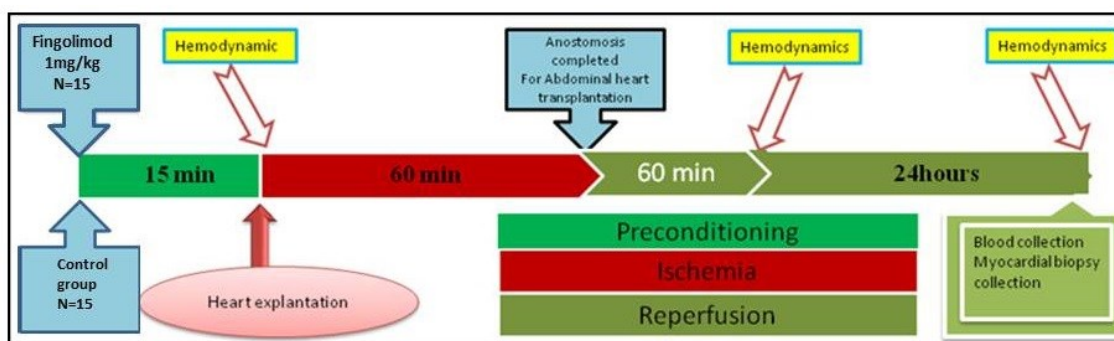 Fingolimod
1mg/kg
N=15
Hemodynamic
Anostomosis
completed
For Abdominal heart
transplantation
Hemodynamics
Hemodynamics
15 min
60 min
60 min
24hours
Control
group
N=15
Heart explantation
Preconditioning
Ischemia
Reperfusion
Blood collection
Myocardial biopsy
collection